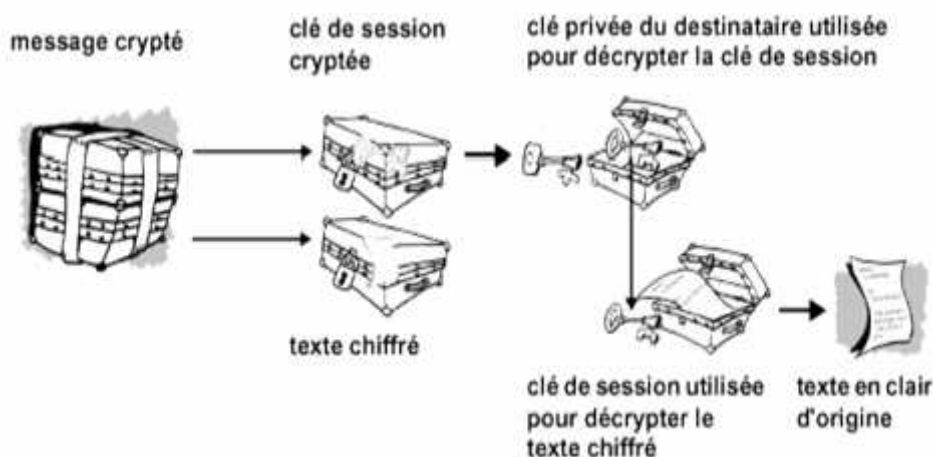 message crypté
clé de session
cryptée
clé privée du destinataire utilisée
pour décrypter la clé de session
texte chiffré
clé de session utilisée
pour décrypter le
texte chiffré
texte en clair
d'origine